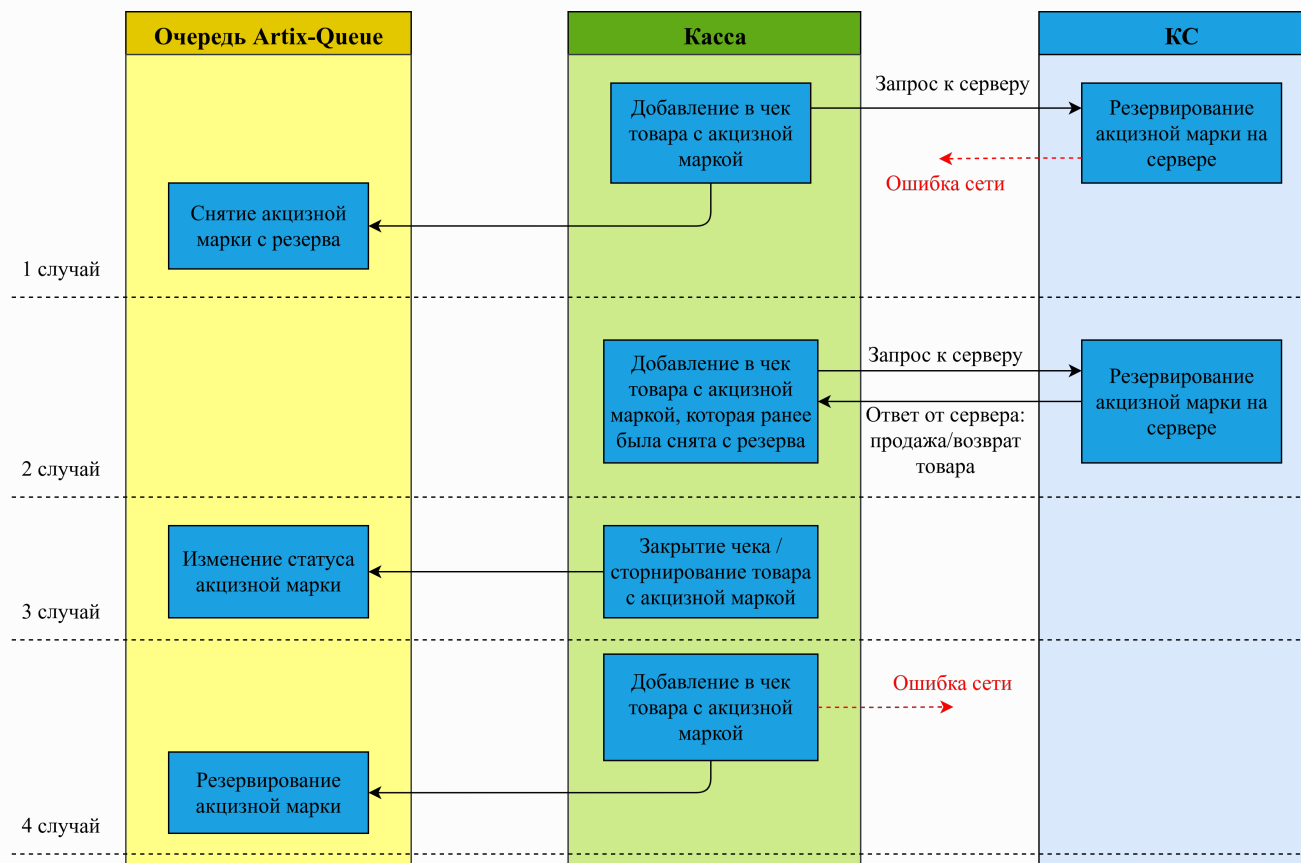 Очередь Artix-Queue
Касса
КС
Добавление в чек
товара с акцизной
маркой
Запрос к серверу
Резервирование
акцизной марки на
сервере
Ошибка сети
Снятие акцизной
марки с резерва
1 случай
Добавление в чек
товара с акцизной
маркой, которая ранее
была снята с резерва
Запрос к серверу
Ответ от сервера:
продажа/возврат
товара
Резервирование
акцизной марки на
сервере
2 случай
Изменение статуса
акцизной марки
Закрытие чека /
сторнирование товара
с акцизной маркой
3 случай
Добавление в чек
товара с акцизной
маркой
Ошибка сети
Резервирование
акцизной марки
4 случай